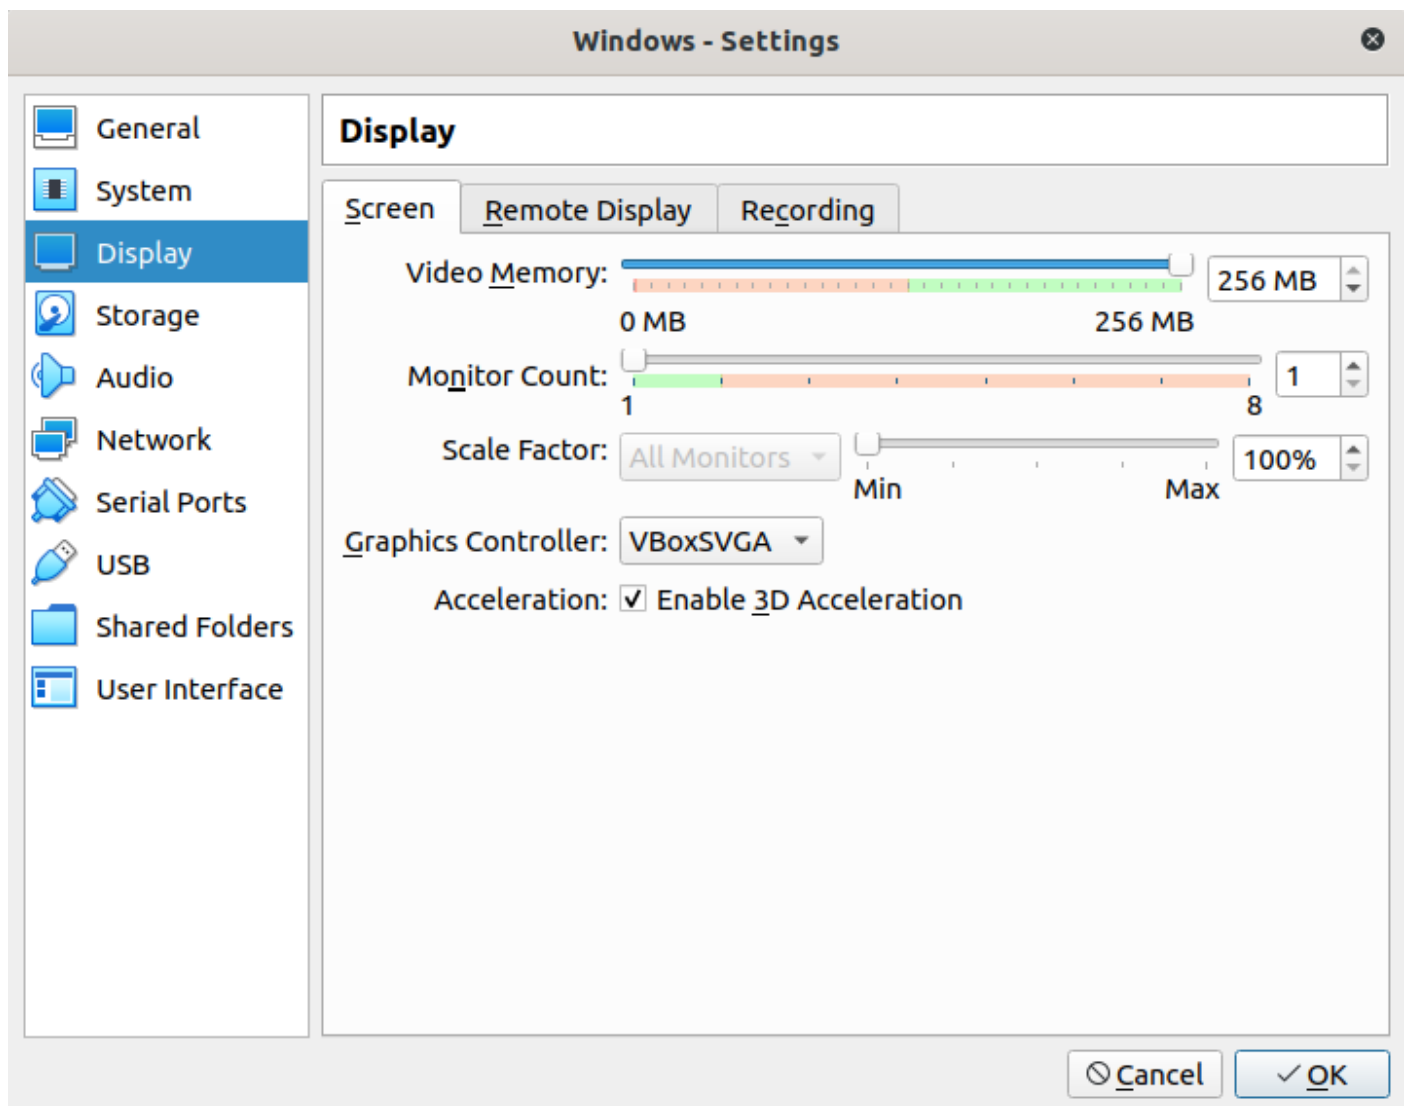 Windows - Settings
General
System
Display
Storage
Audio
Network
Serial Ports
USB
Shared Folders
User Interface
Display
Screen
Remote Display
Recording
Video Memory:
256 MB
0 MB
256 MB
Monitor Count:
1
1
8
Scale Factor:
All Monitors
100%
Min
Max
Graphics Controller:
VBoxSVGA
Acceleration:
Enable 3D Acceleration
Cancel
OK